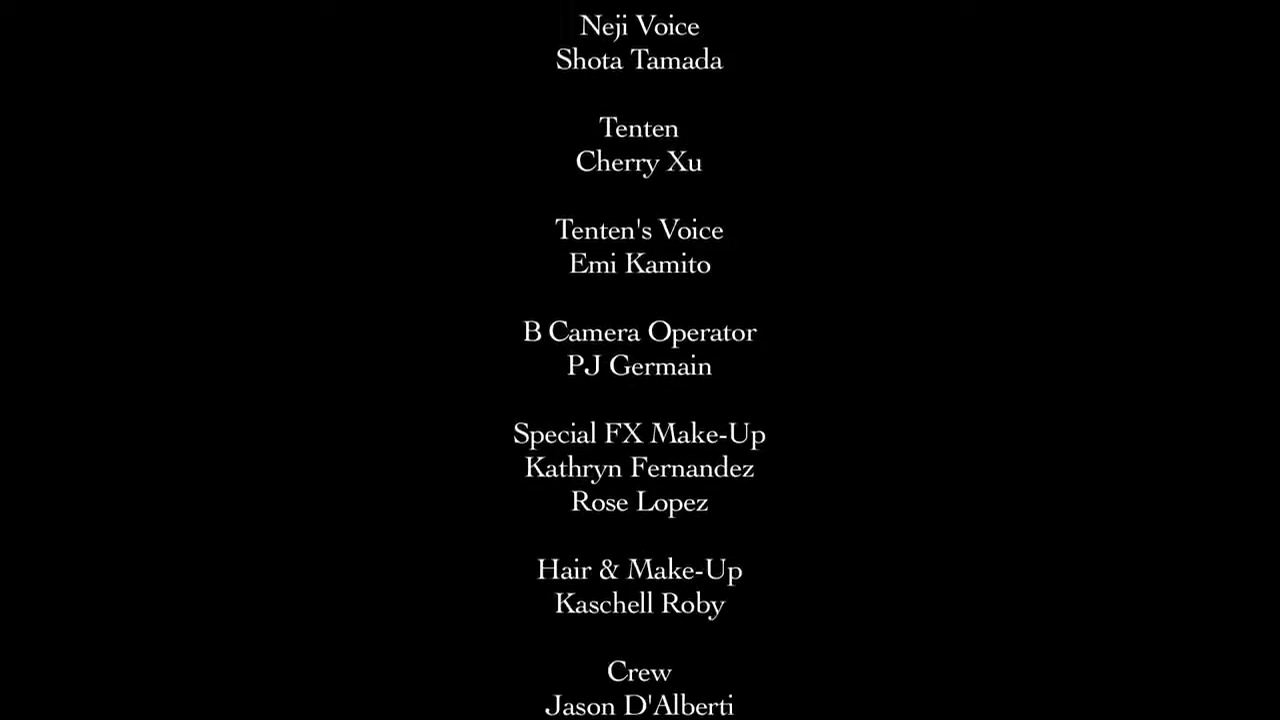 Neji Voice
Shota Tamada
Tenten
Cherry Xu
Tenten's Voice
Emi Kamito
B Camera Operator
PJ Germain
Special FX Make-Up
Kathryn Fernandez
Rose Lopez
Hair & Make-Up
Kaschell Roby
Crew
Jason D'Alberti